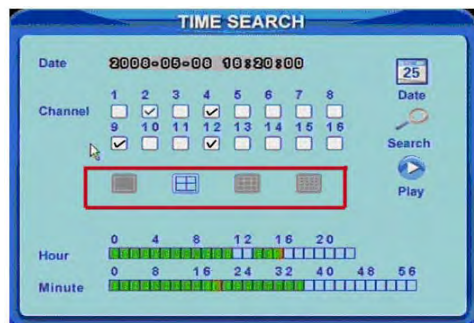 TIME SEARCH
Date 2008-05-06 16:20:00
25
Date
1 2 3 4 5 6 7 8
Channel
9 10 11 12 13 14 15 16
Search
Play
0 4 8 12 16 20
Hour
0 8 16 24 32 40 48 56
Minute